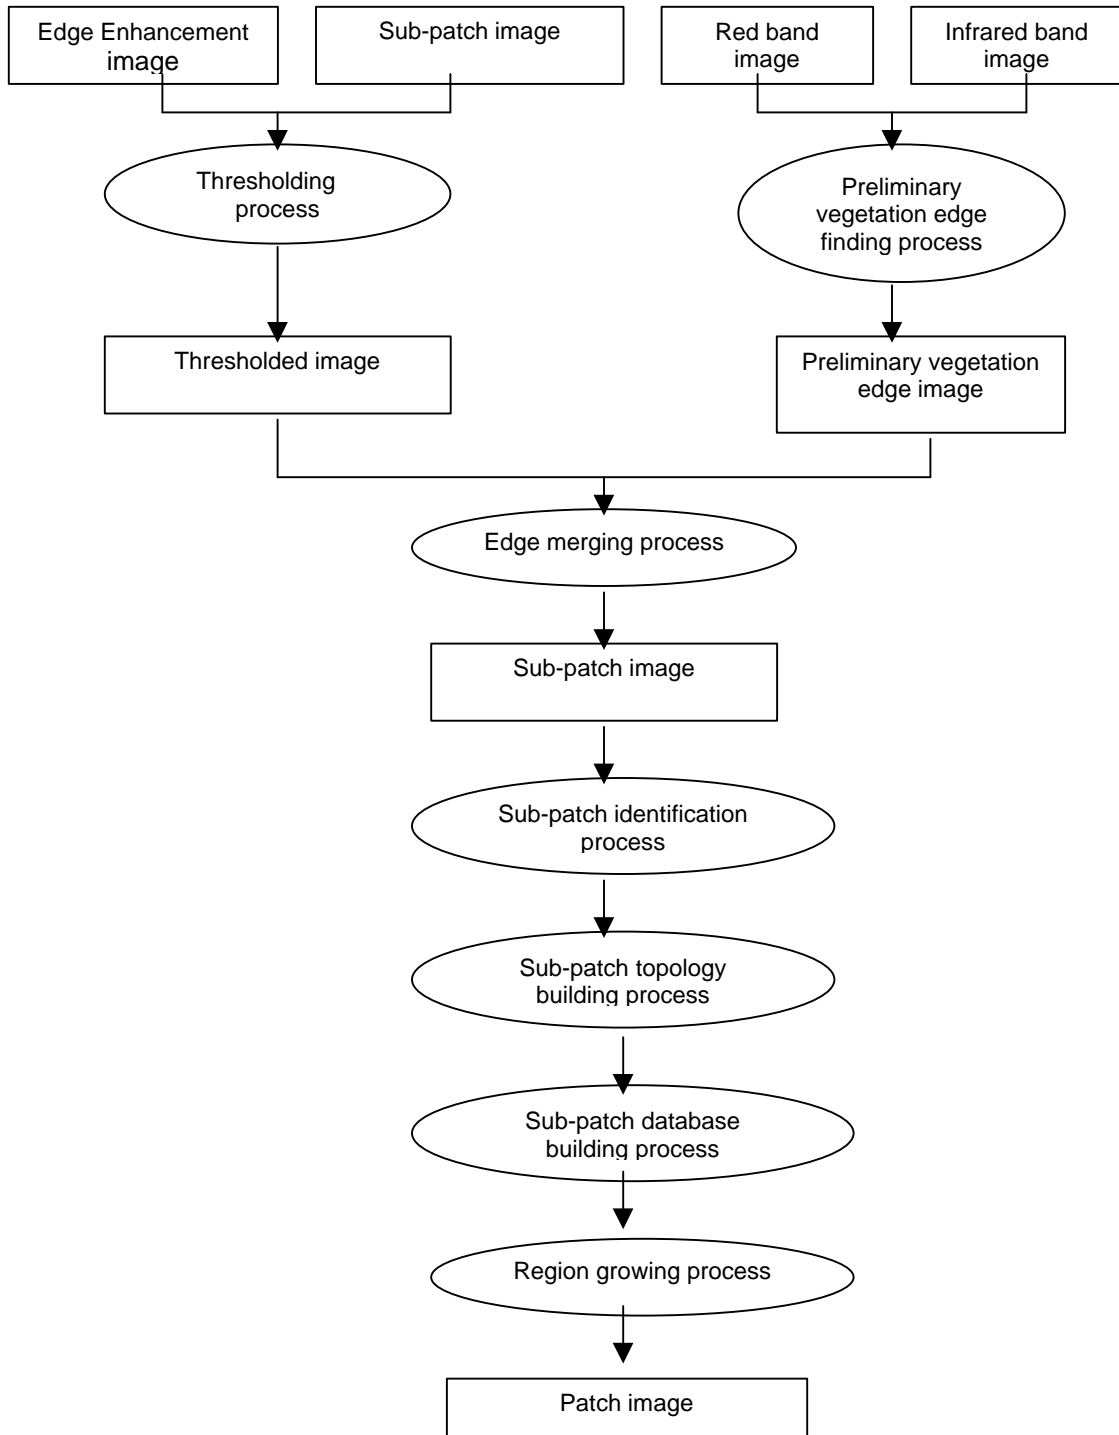 Edge Enhancement
image
Sub-patch image
Red band
image
Infrared band
image
Thresholding
process
Preliminary
vegetation edge
finding process
Thresholded image
Preliminary vegetation
edge image
Edge merging process
Sub-patch image
Sub-patch identification
process
Sub-patch topology
building process
Sub-patch database
building process
Region growing process
Patch image